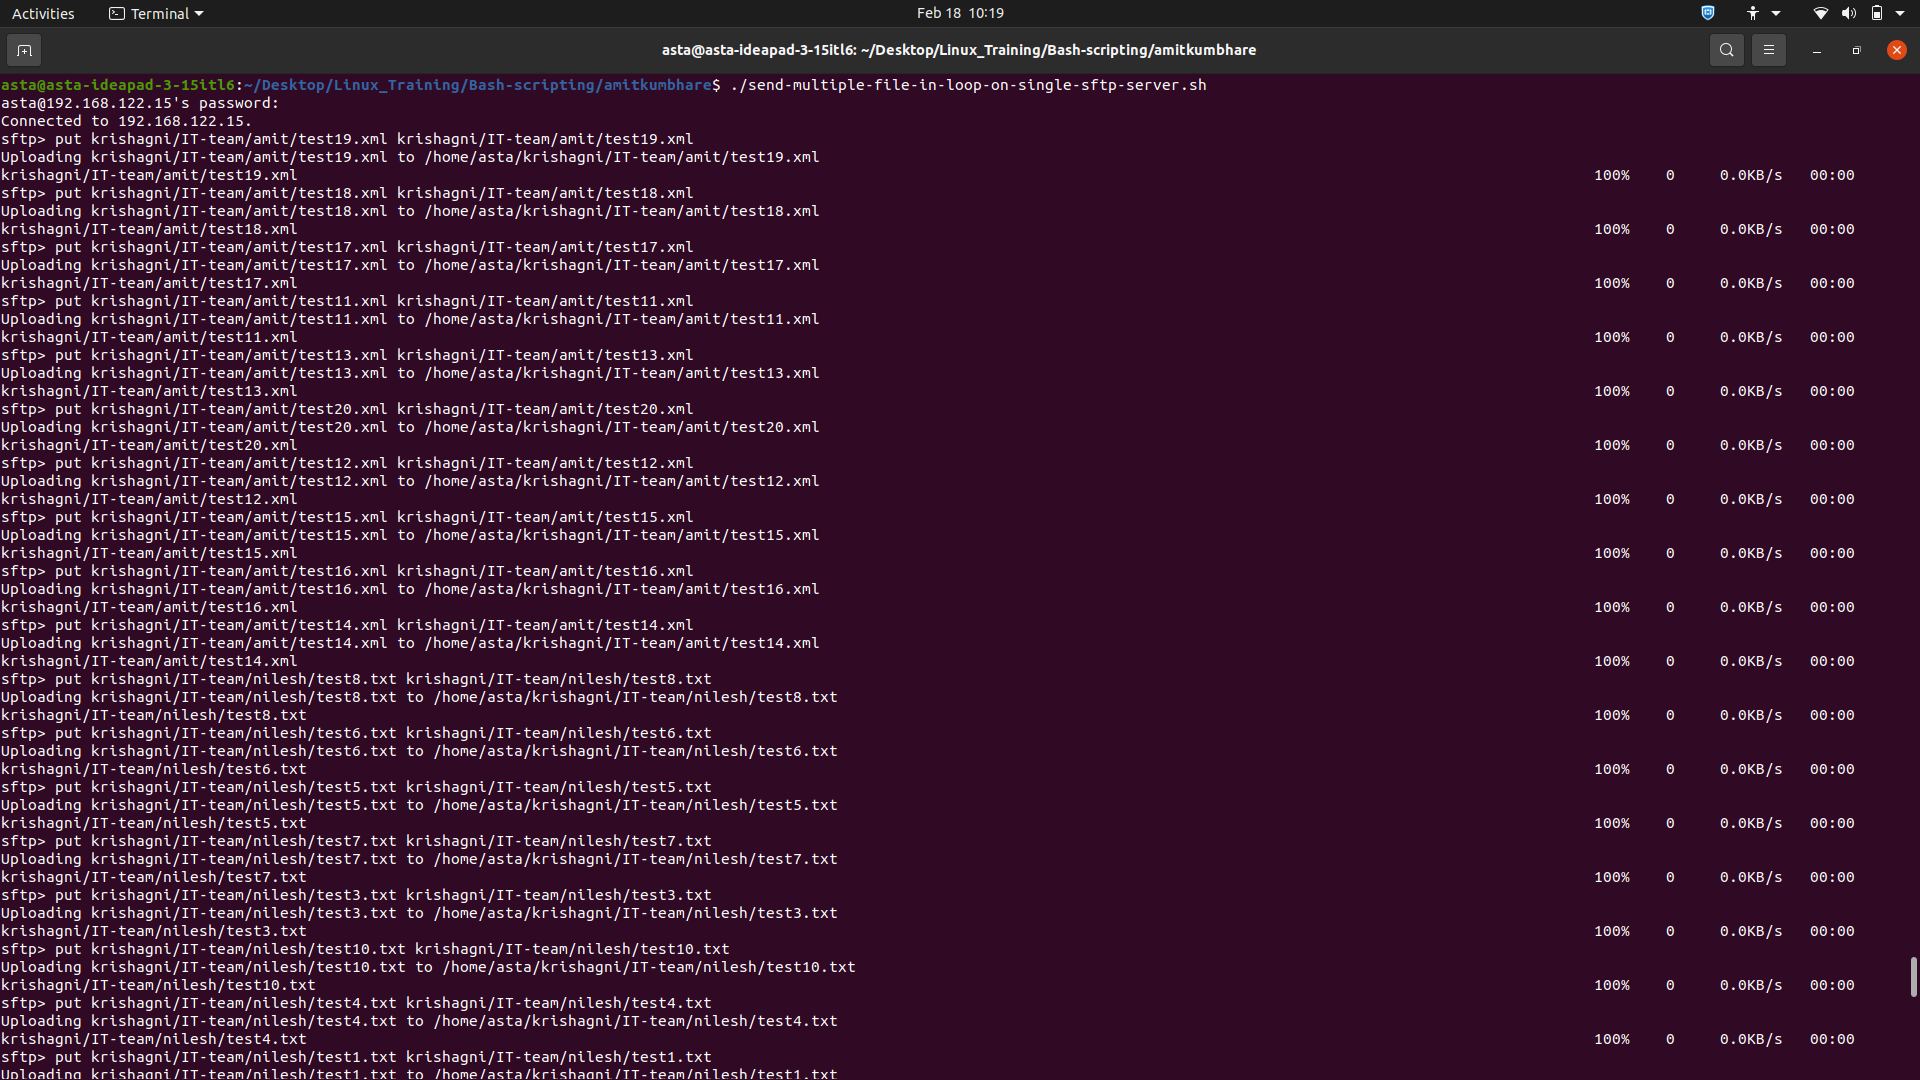 Activities Terminal Feb 18 10:19
asta@asta-ideapad-3-15itl6: ~/Desktop/Linux_Training/Bash-scripting/amitkumbhare
asta@asta-ideapad-3-15itl6:~/Desktop/Linux_Training/Bash-scripting/amitkumbhare$ ./send-multiple-file-in-loop-on-single-sftp-server.sh
asta@192.168.122.15's password:
Connected to 192.168.122.15.
sftp> put krishagni/IT-team/amit/test19.xml krishagni/IT-team/amit/test19.xml
Uploading krishagni/IT-team/amit/test19.xml to /home/asta/krishagni/IT-team/amit/test19.xml
krishagni/IT-team/amit/test19.xml 100% 0 0.0KB/s 00:00
sftp> put krishagni/IT-team/amit/test18.xml krishagni/IT-team/amit/test18.xml
Uploading krishagni/IT-team/amit/test18.xml to /home/asta/krishagni/IT-team/amit/test18.xml
krishagni/IT-team/amit/test18.xml 100% 0 0.0KB/s 00:00
sftp> put krishagni/IT-team/amit/test17.xml krishagni/IT-team/amit/test17.xml
Uploading krishagni/IT-team/amit/test17.xml to /home/asta/krishagni/IT-team/amit/test17.xml
krishagni/IT-team/amit/test17.xml 100% 0 0.0KB/s 00:00
sftp> put krishagni/IT-team/amit/test11.xml krishagni/IT-team/amit/test11.xml
Uploading krishagni/IT-team/amit/test11.xml to /home/asta/krishagni/IT-team/amit/test11.xml
krishagni/IT-team/amit/test11.xml 100% 0 0.0KB/s 00:00
sftp> put krishagni/IT-team/amit/test13.xml krishagni/IT-team/amit/test13.xml
Uploading krishagni/IT-team/amit/test13.xml to /home/asta/krishagni/IT-team/amit/test13.xml
krishagni/IT-team/amit/test13.xml 100% 0 0.0KB/s 00:00
sftp> put krishagni/IT-team/amit/test20.xml krishagni/IT-team/amit/test20.xml
Uploading krishagni/IT-team/amit/test20.xml to /home/asta/krishagni/IT-team/amit/test20.xml
krishagni/IT-team/amit/test20.xml 100% 0 0.0KB/s 00:00
sftp> put krishagni/IT-team/amit/test12.xml krishagni/IT-team/amit/test12.xml
Uploading krishagni/IT-team/amit/test12.xml to /home/asta/krishagni/IT-team/amit/test12.xml
krishagni/IT-team/amit/test12.xml 100% 0 0.0KB/s 00:00
sftp> put krishagni/IT-team/amit/test15.xml krishagni/IT-team/amit/test15.xml
Uploading krishagni/IT-team/amit/test15.xml to /home/asta/krishagni/IT-team/amit/test15.xml
krishagni/IT-team/amit/test15.xml 100% 0 0.0KB/s 00:00
sftp> put krishagni/IT-team/amit/test16.xml krishagni/IT-team/amit/test16.xml
Uploading krishagni/IT-team/amit/test16.xml to /home/asta/krishagni/IT-team/amit/test16.xml
krishagni/IT-team/amit/test16.xml 100% 0 0.0KB/s 00:00
sftp> put krishagni/IT-team/amit/test14.xml krishagni/IT-team/amit/test14.xml
Uploading krishagni/IT-team/amit/test14.xml to /home/asta/krishagni/IT-team/amit/test14.xml
krishagni/IT-team/amit/test14.xml 100% 0 0.0KB/s 00:00
sftp> put krishagni/IT-team/nilesh/test8.txt krishagni/IT-team/nilesh/test8.txt
Uploading krishagni/IT-team/nilesh/test8.txt to /home/asta/krishagni/IT-team/nilesh/test8.txt
krishagni/IT-team/nilesh/test8.txt 100% 0 0.0KB/s 00:00
sftp> put krishagni/IT-team/nilesh/test6.txt krishagni/IT-team/nilesh/test6.txt
Uploading krishagni/IT-team/nilesh/test6.txt to /home/asta/krishagni/IT-team/nilesh/test6.txt
krishagni/IT-team/nilesh/test6.txt 100% 0 0.0KB/s 00:00
sftp> put krishagni/IT-team/nilesh/test5.txt krishagni/IT-team/nilesh/test5.txt
Uploading krishagni/IT-team/nilesh/test5.txt to /home/asta/krishagni/IT-team/nilesh/test5.txt
krishagni/IT-team/nilesh/test5.txt 100% 0 0.0KB/s 00:00
sftp> put krishagni/IT-team/nilesh/test7.txt krishagni/IT-team/nilesh/test7.txt
Uploading krishagni/IT-team/nilesh/test7.txt to /home/asta/krishagni/IT-team/nilesh/test7.txt
krishagni/IT-team/nilesh/test7.txt 100% 0 0.0KB/s 00:00
sftp> put krishagni/IT-team/nilesh/test3.txt krishagni/IT-team/nilesh/test3.txt
Uploading krishagni/IT-team/nilesh/test3.txt to /home/asta/krishagni/IT-team/nilesh/test3.txt
krishagni/IT-team/nilesh/test3.txt 100% 0 0.0KB/s 00:00
sftp> put krishagni/IT-team/nilesh/test10.txt krishagni/IT-team/nilesh/test10.txt
Uploading krishagni/IT-team/nilesh/test10.txt to /home/asta/krishagni/IT-team/nilesh/test10.txt
krishagni/IT-team/nilesh/test10.txt 100% 0 0.0KB/s 00:00
sftp> put krishagni/IT-team/nilesh/test4.txt krishagni/IT-team/nilesh/test4.txt
Uploading krishagni/IT-team/nilesh/test4.txt to /home/asta/krishagni/IT-team/nilesh/test4.txt
krishagni/IT-team/nilesh/test4.txt 100% 0 0.0KB/s 00:00
sftp> put krishagni/IT-team/nilesh/test1.txt krishagni/IT-team/nilesh/test1.txt
Uploading krishagni/IT-team/nilesh/test1.txt to /home/asta/krishagni/IT-team/nilesh/test1.txt